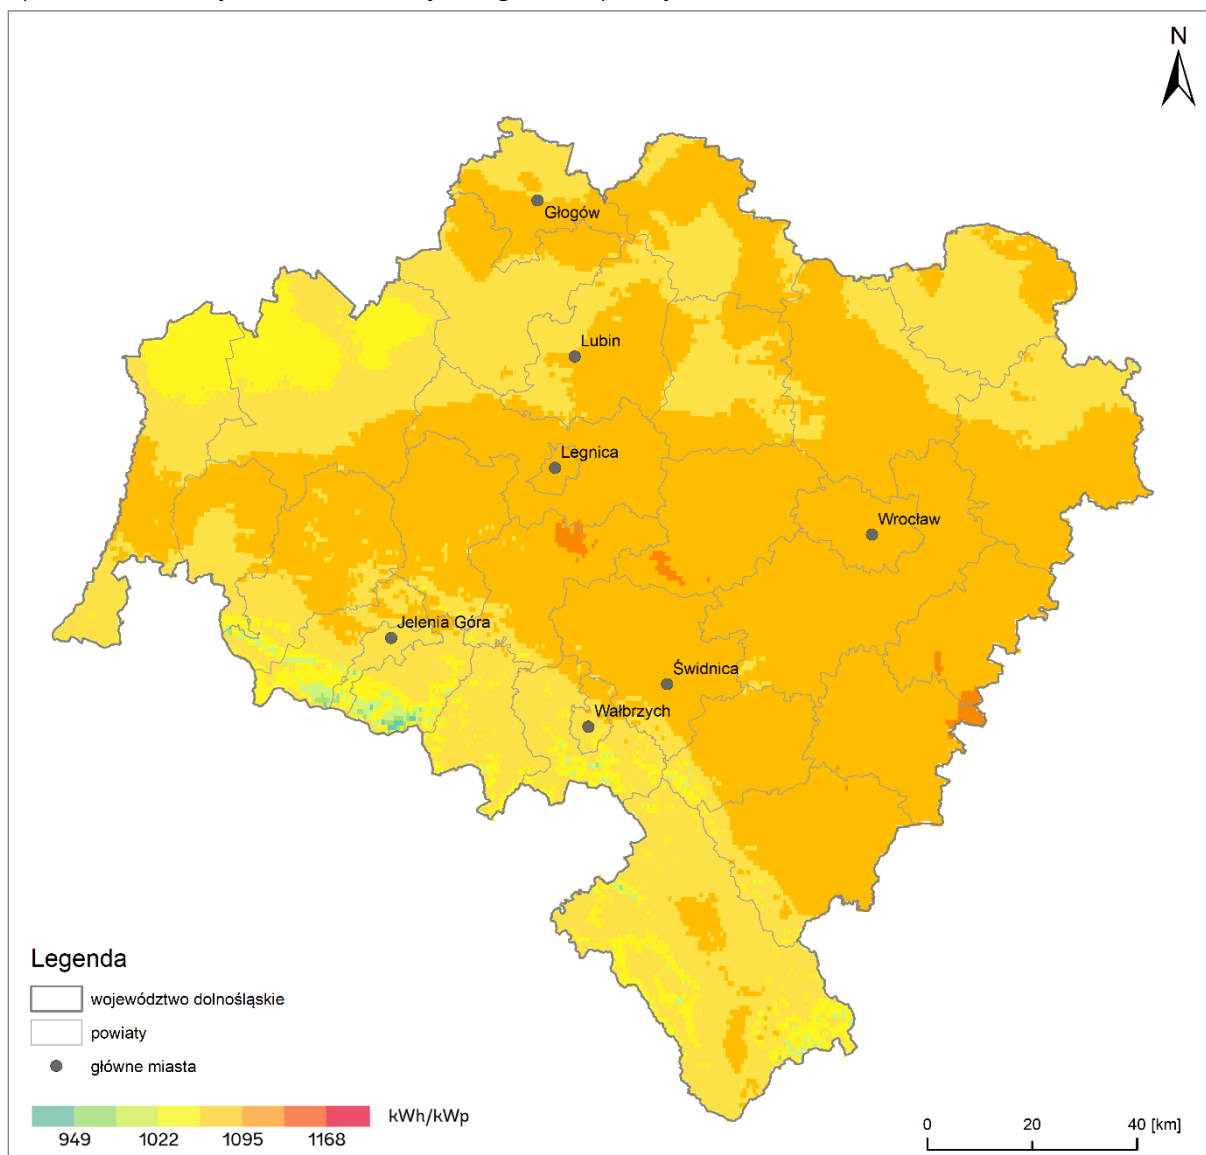 N
Głogów
Lubin
Legnica
Wrocław
Jelenia Góra
Świdnica
Wałbrzych
Legenda
województwo dolnośląskie
powiaty
główne miasta
kWh/kWp
949 1022 1095 1168
0 20 40 [km]